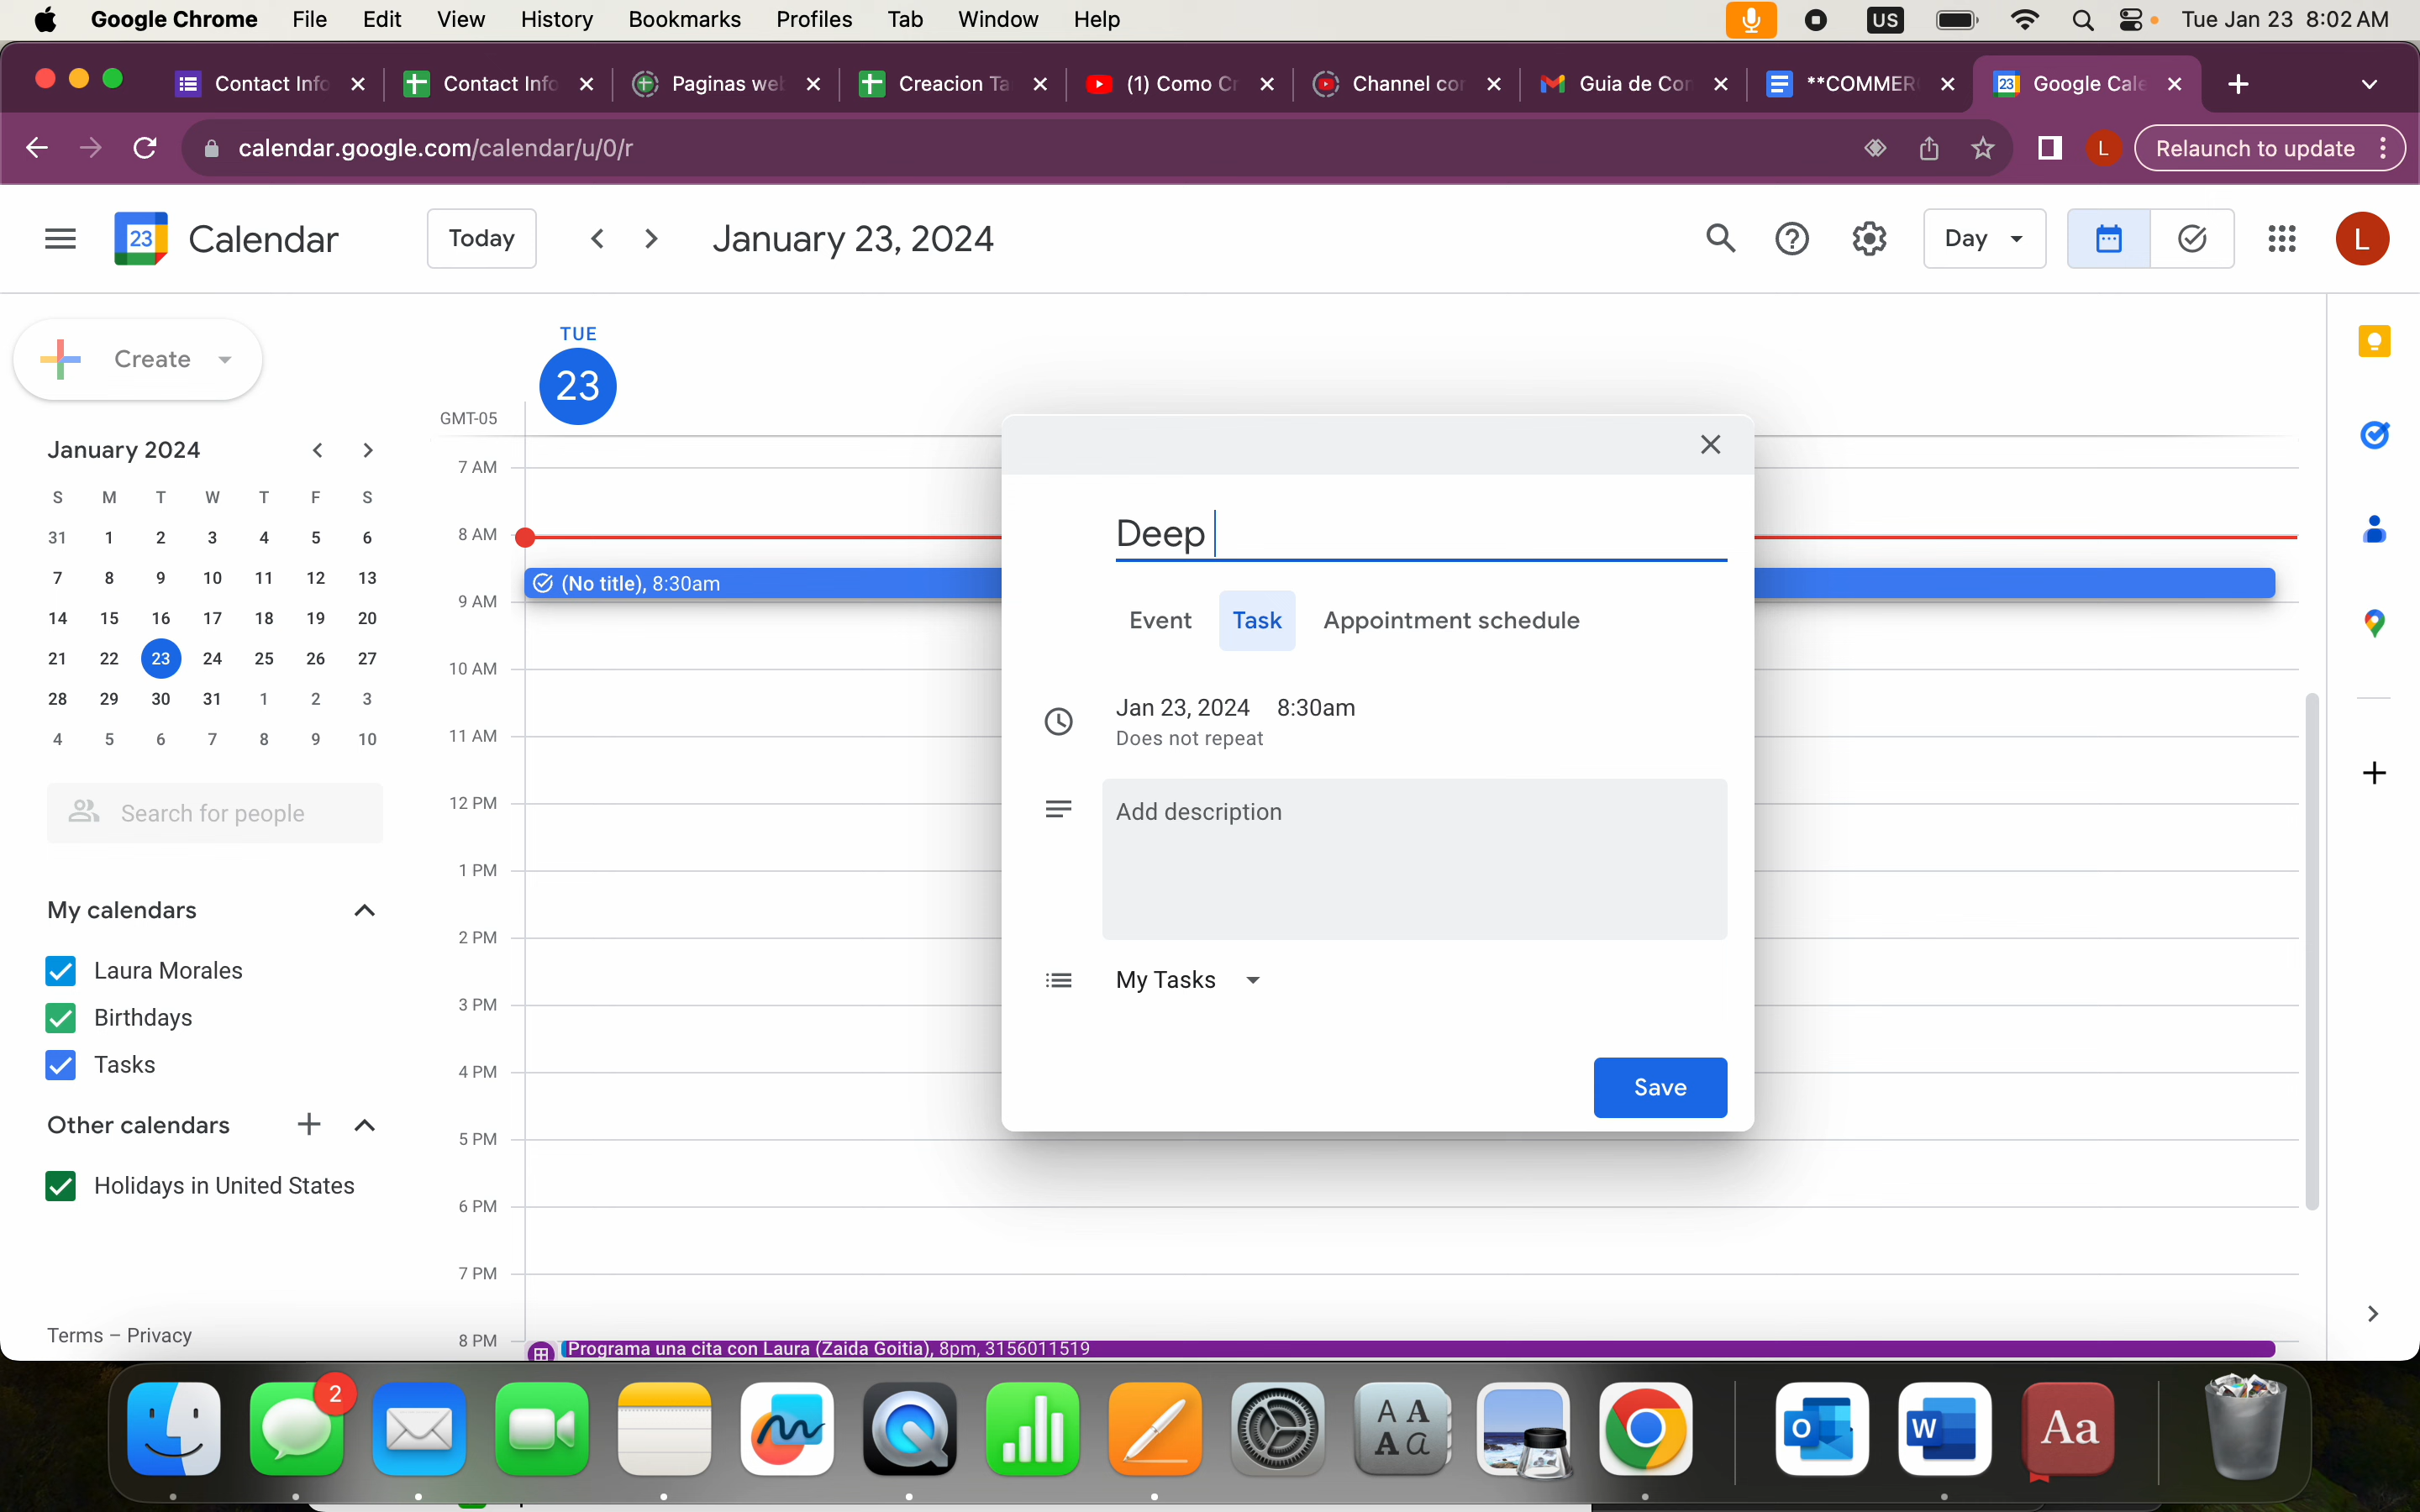 Google Chrome File Edit View History Bookmarks Profiles Tab Window Help US Tue Jan 23 8:02 AM
Contact Info Contact Info Paginas web Creacion Ta (1) Como Cr Channel con Guia de Con **COMMER Google Cale
calendar.google.com/calendar/u/0/r L Relaunch to update
23 Calendar Today January 23, 2024 Day L
Create
TUE
23
GMT-05
January 2024
S M T W T F S
31 1 2 3 4 5 6
7 8 9 10 11 12 13
14 15 16 17 18 19 20
21 22 23 24 25 26 27
28 29 30 31 1 2 3
4 5 6 7 8 9 10
Search for people
My calendars
Laura Morales
Birthdays
Tasks
Other calendars
Holidays in United States
Terms – Privacy
7 AM
8 AM
(No title), 8:30am
9 AM
10 AM
11 AM
12 PM
1 PM
2 PM
3 PM
4 PM
5 PM
6 PM
7 PM
8 PM
Programa una cita con Laura (Zaida Goitia), 8pm, 3156011519
Deep
Event Task Appointment schedule
Jan 23, 2024 8:30am
Does not repeat
Add description
My Tasks
Save
2
A A
A a
O
W
Aa